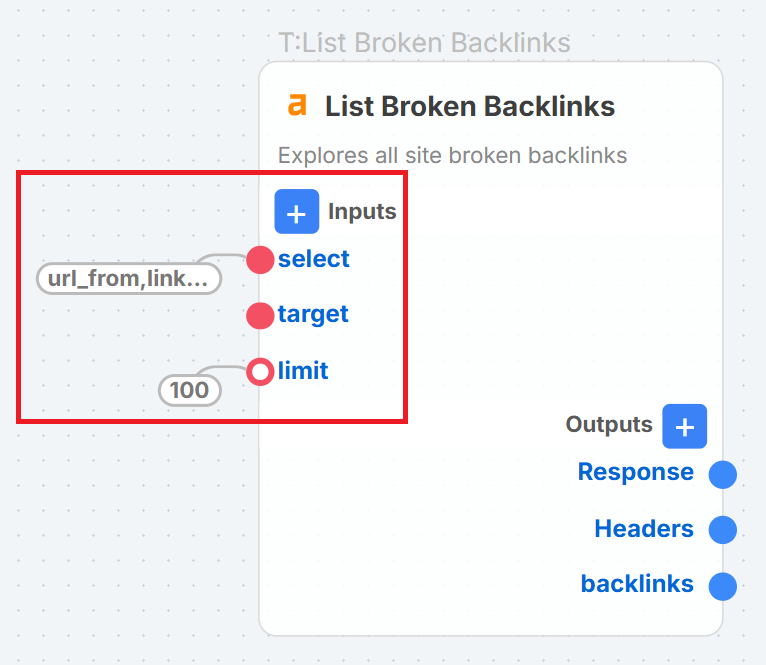 T:List Broken Backlinks
a List Broken Backlinks
Explores all site broken backlinks
+ Inputs
select
url_from,link...
target
limit
100
Outputs +
Response
Headers
backlinks